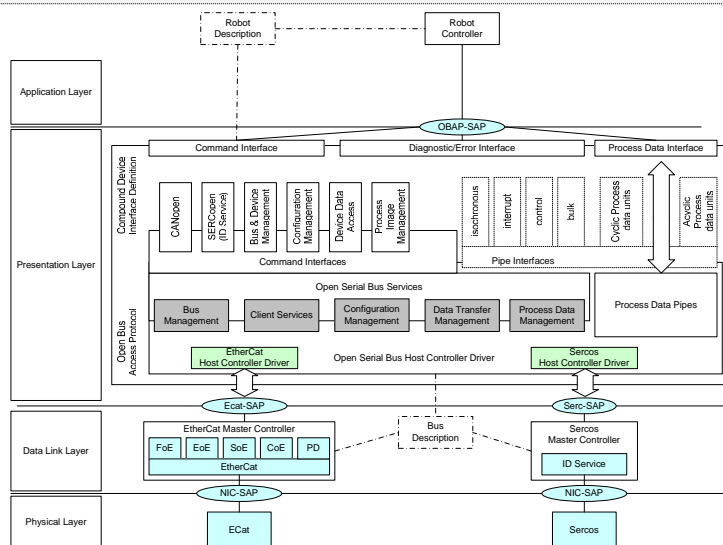 Robot
Description
Robot
Controller
Application Layer
OBAP-SAP
Command Interface
Diagnostic/Error Interface
Process Data Interface
Presentation Layer
Compound Device
Interface Definition
CANopen
SERCopen
(ID Service)
Bus & Device
Management
Configuration
Management
Device Data
Access
Process
Image
Management
isochronous
interrupt
control
bulk
Cyclic Process
data units
Acyclic
Process
data units
Command Interfaces
Pipe Interfaces
Open Bus
Access Protocol
Open Serial Bus Services
Bus
Management
Client Services
Configuration
Management
Data Transfer
Management
Process Data
Management
Process Data Pipes
EtherCat
Host Controller Driver
Open Serial Bus Host Controller Driver
Sercos
Host Controller Driver
Ecat-SAP
Serc-SAP
Data Link Layer
EtherCat Master Controller
FoE
EoE
SoE
CoE
PD
EtherCat
Bus
Description
Sercos
Master Controller
ID Service
NIC-SAP
NIC-SAP
Physical Layer
ECat
Sercos